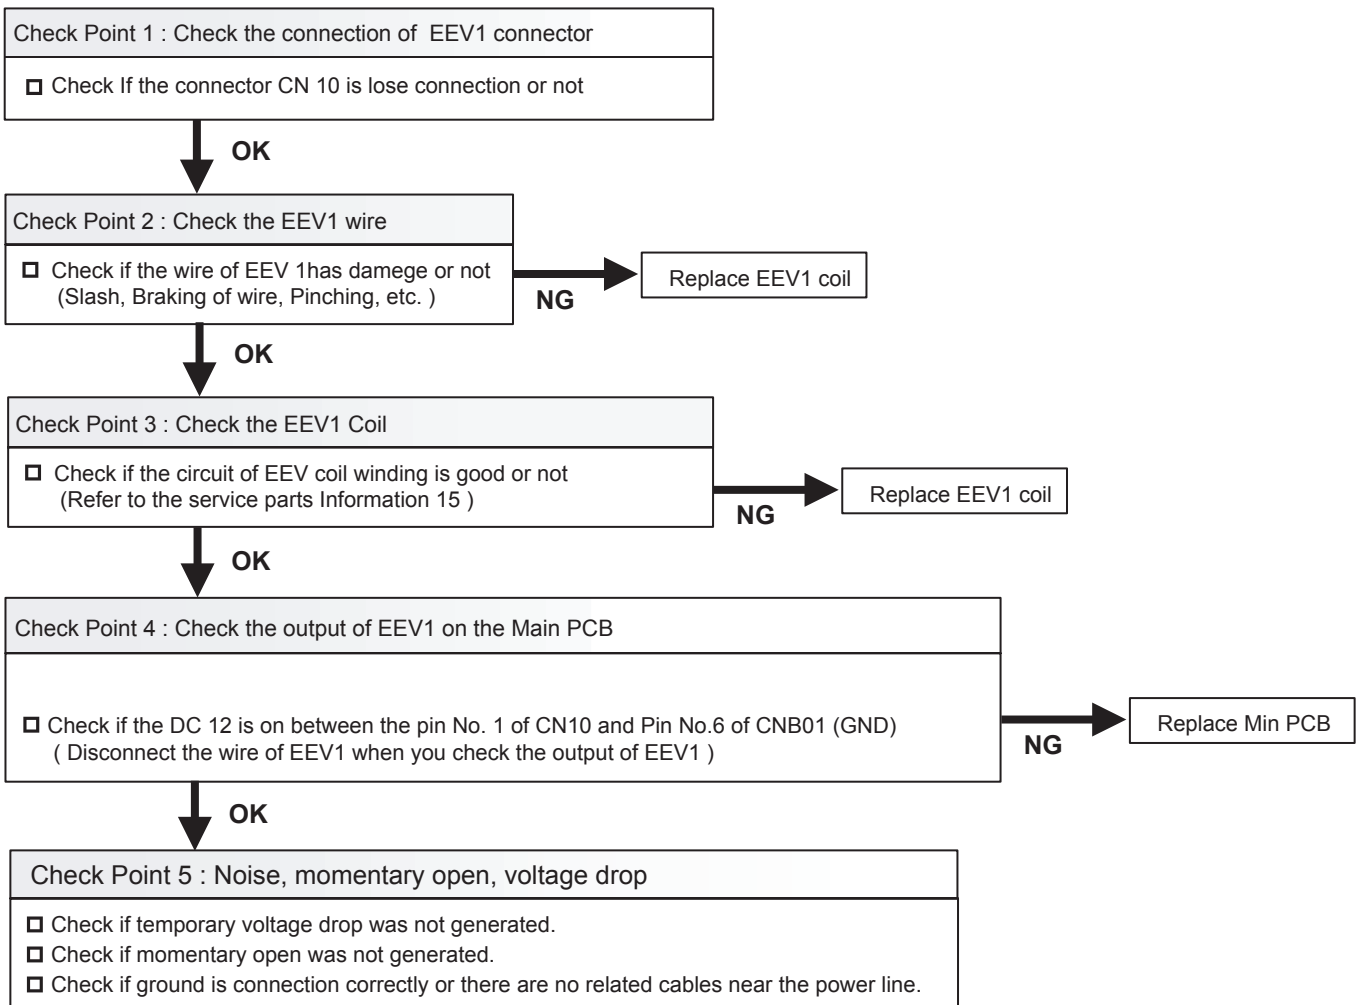 Check Point 1 : Check the connection of EEV1 connector
Check If the connector CN 10 is lose connection or not
OK
Check Point 2 : Check the EEV1 wire
Check if the wire of EEV 1has damege or not
(Slash, Braking of wire, Pinching, etc. )
NG
Replace EEV1 coil
OK
Check Point 3 : Check the EEV1 Coil
Check if the circuit of EEV coil winding is good or not
(Refer to the service parts Information 15 )
NG
Replace EEV1 coil
OK
Check Point 4 : Check the output of EEV1 on the Main PCB
Check if the DC 12 is on between the pin No. 1 of CN10 and Pin No.6 of CNB01 (GND)
( Disconnect the wire of EEV1 when you check the output of EEV1 )
NG
Replace Min PCB
OK
Check Point 5 : Noise, momentary open, voltage drop
Check if temporary voltage drop was not generated.
Check if momentary open was not generated.
Check if ground is connection correctly or there are no related cables near the power line.